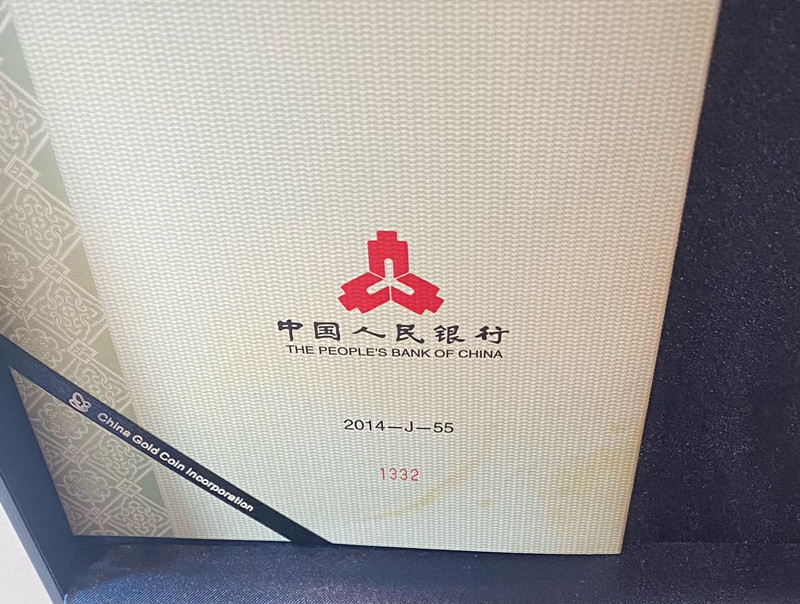 中国人民银行
THE PEOPLE'S BANK OF CHINA
2014—J—55
1332
China Gold Coin Incorporation